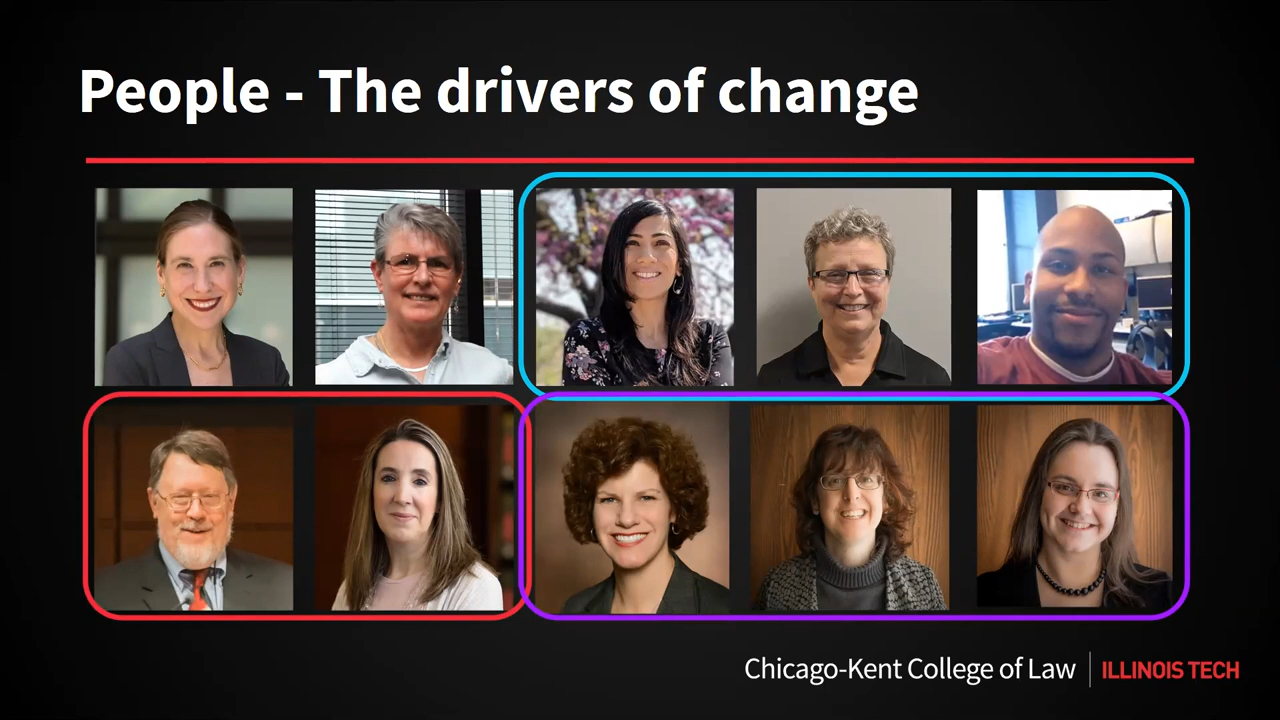 People - The drivers of change
Chicago-Kent College of Law | ILLINOIS TECH